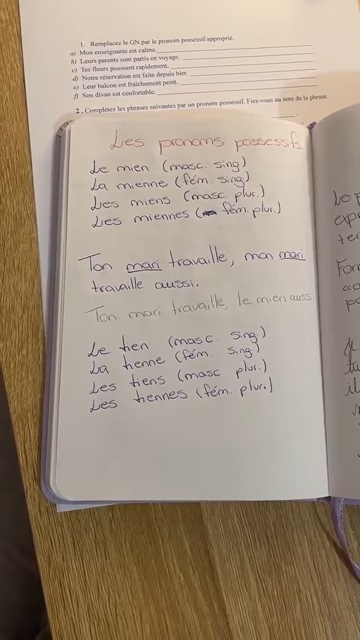 1. Remplacez le GN par le pronom possessif approprié.
a) Mon enseignante est calme.
b) Leurs parents sont partis en voyage.
c) Tes fleurs poussent rapidement.
d) Notre réservation est faite depuis hier.
e) Leur balcon est fraîchement peint.
f) Son divan est confortable.
2. Complétez les phrases suivantes par un pronom possessif. Fiez-vous au sens de la phrase.
Les pronoms possessifs
Le mien (masc. sing)
La mienne (fém. sing)
Les miens (masc plur.)
Les miennes (fém. plur.)
Ton mari travaille, mon mari
travaille aussi.
Ton mari travaille, le mien auss
Le tien (masc. sing)
La tienne (fém. sing)
Les tiens (masc plur.)
Les tiennes (fém. plur.)